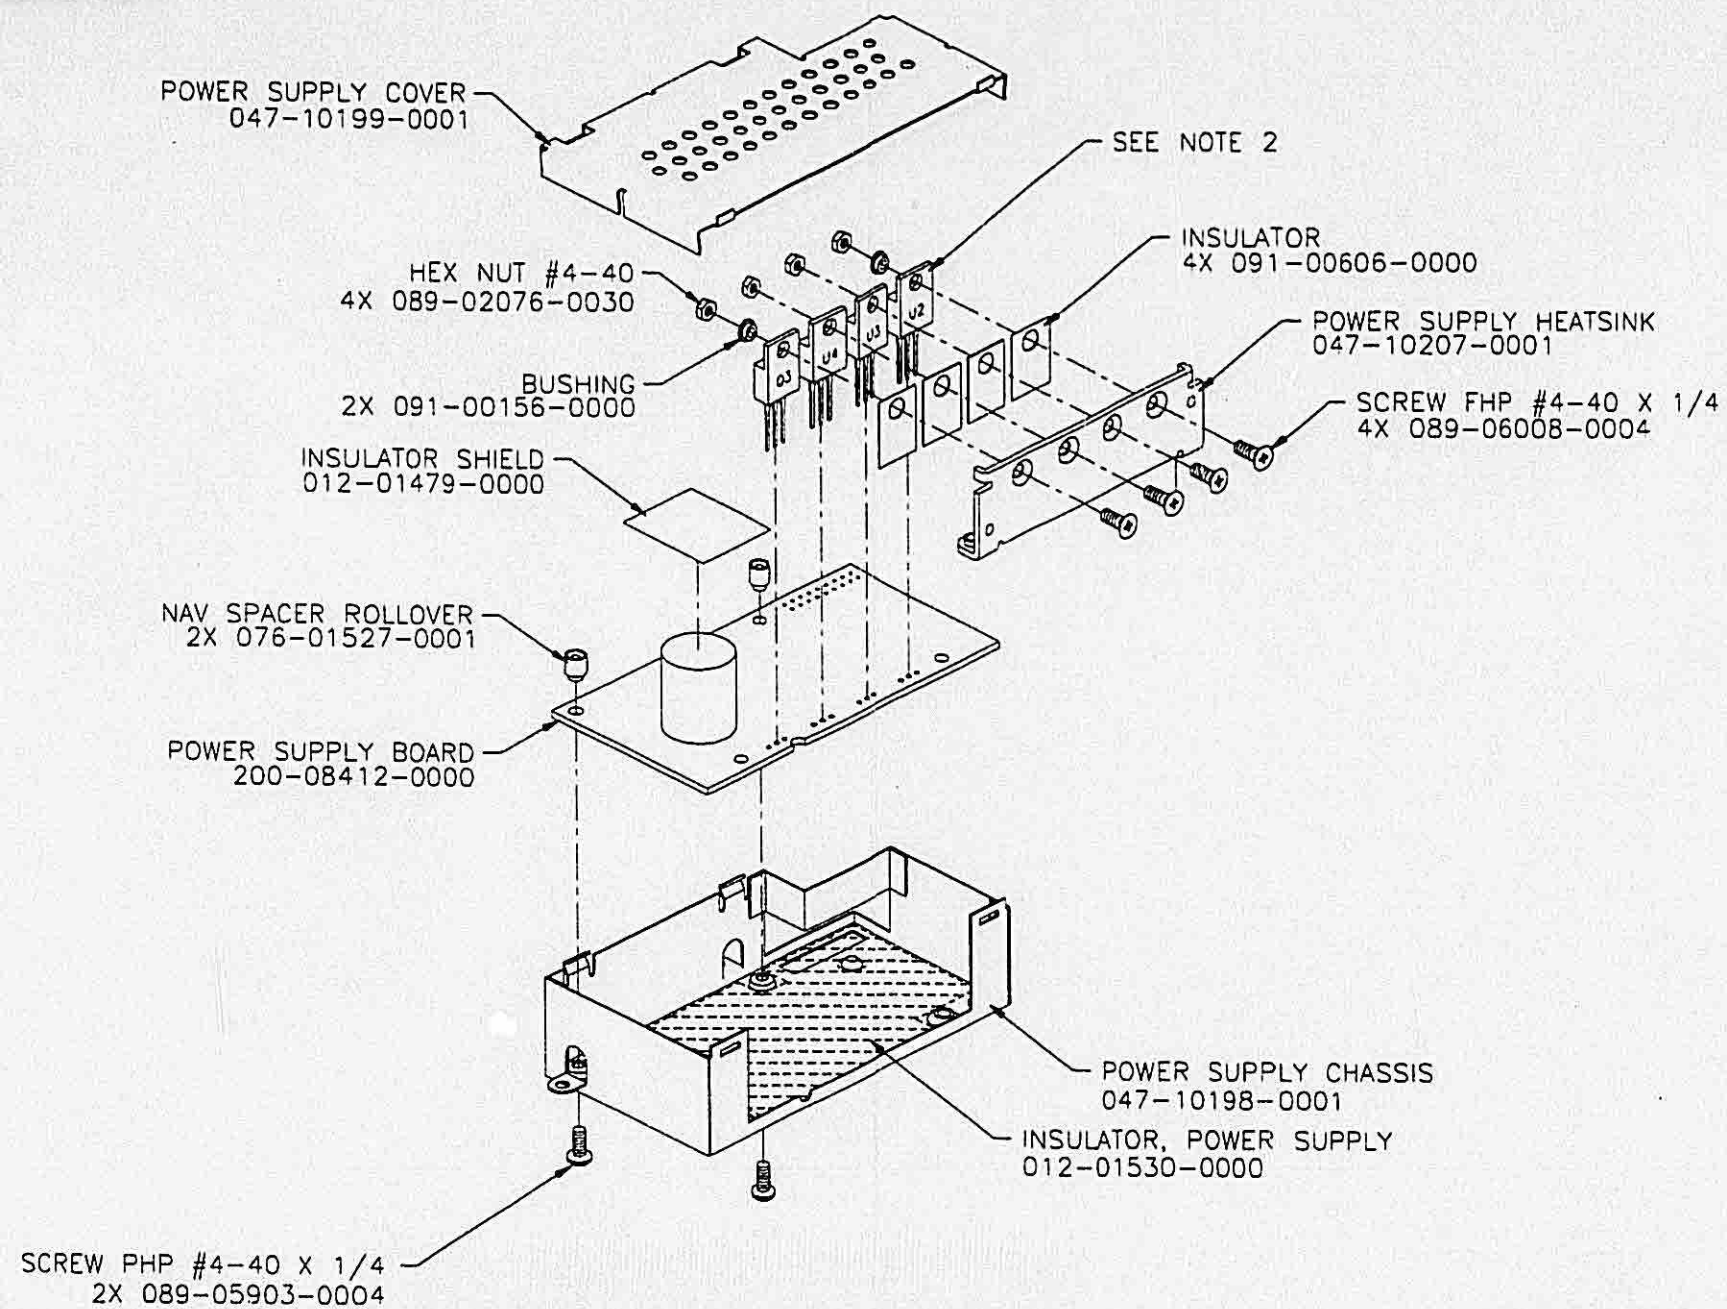 POWER SUPPLY COVER
047-10199-0001
SEE NOTE 2
INSULATOR
4X 091-00606-0000
HEX NUT #4-40
4X 089-02076-0030
POWER SUPPLY HEATSINK
047-10207-0001
U2
U3
U4
Q3
BUSHING
2X 091-00156-0000
SCREW FHP #4-40 X 1/4
4X 089-06008-0004
INSULATOR SHIELD
012-01479-0000
NAV SPACER ROLLOVER
2X 076-01527-0001
POWER SUPPLY BOARD
200-08412-0000
POWER SUPPLY CHASSIS
047-10198-0001
INSULATOR, POWER SUPPLY
012-01530-0000
SCREW PHP #4-40 X 1/4
2X 089-05903-0004